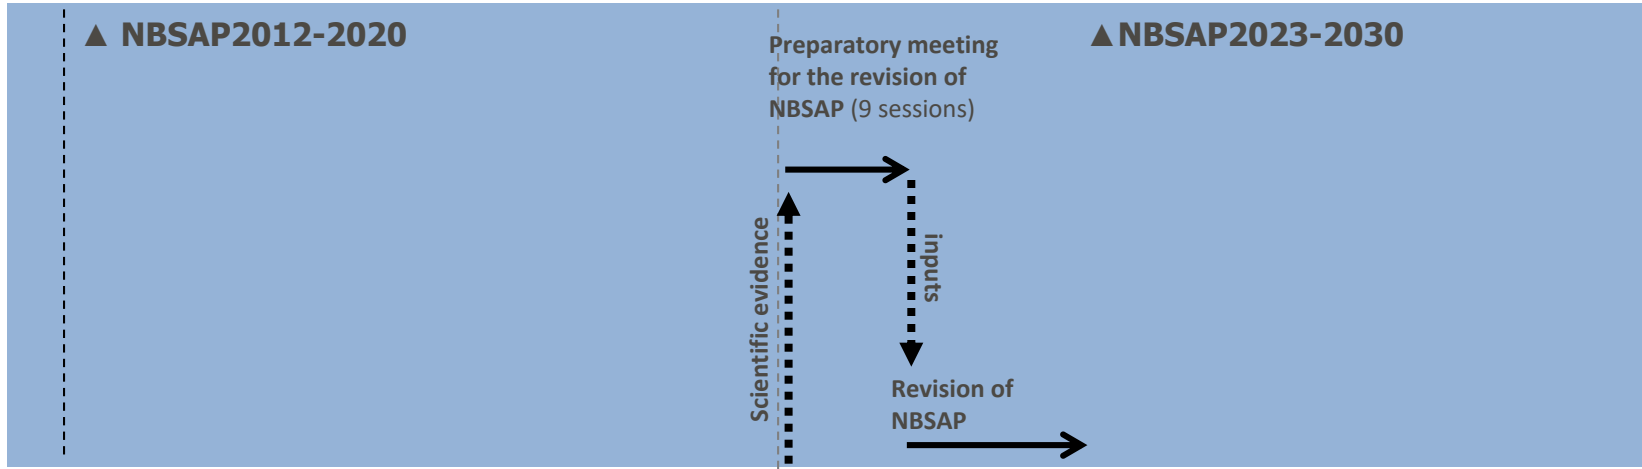 ▲ NBSAP2012-2020
▲NBSAP2023-2030
Preparatory meeting
for the revision of
NBSAP (9 sessions)
Scientific evidence
inputs
Revision of
NBSAP